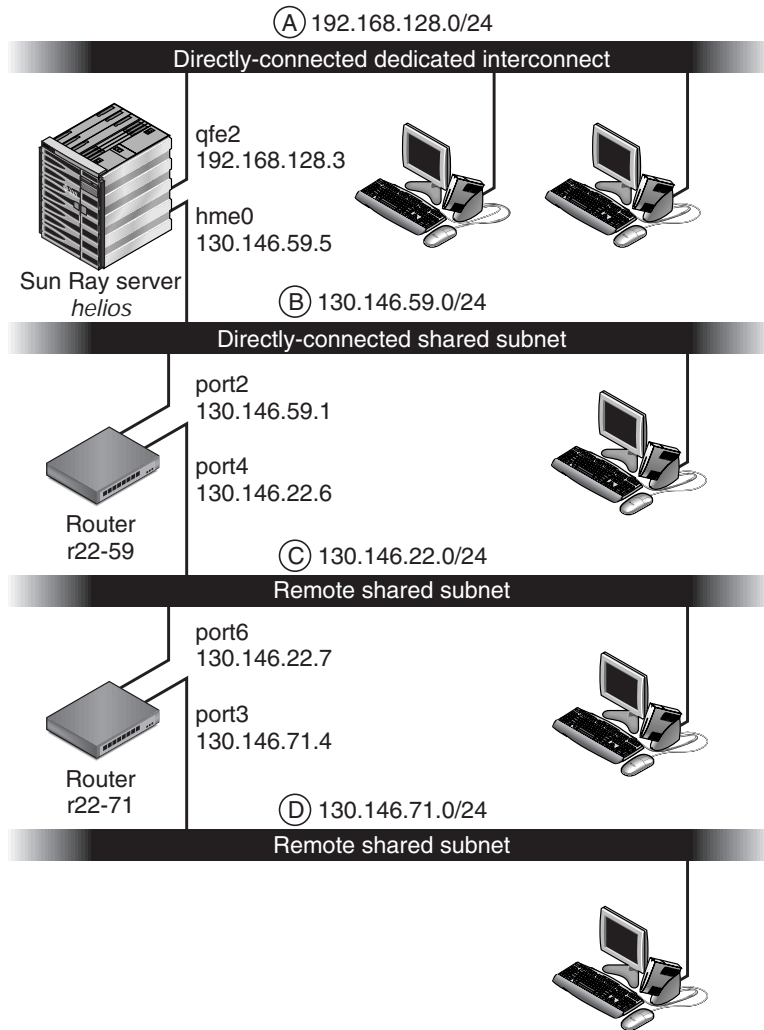 A 192.168.128.0/24
Directly-connected dedicated interconnect
qfe2
192.168.128.3
hme0
130.146.59.5
Sun Ray server
helios
B 130.146.59.0/24
Directly-connected shared subnet
port2
130.146.59.1
port4
130.146.22.6
Router
r22-59
C 130.146.22.0/24
Remote shared subnet
port6
130.146.22.7
port3
130.146.71.4
Router
r22-71
D 130.146.71.0/24
Remote shared subnet